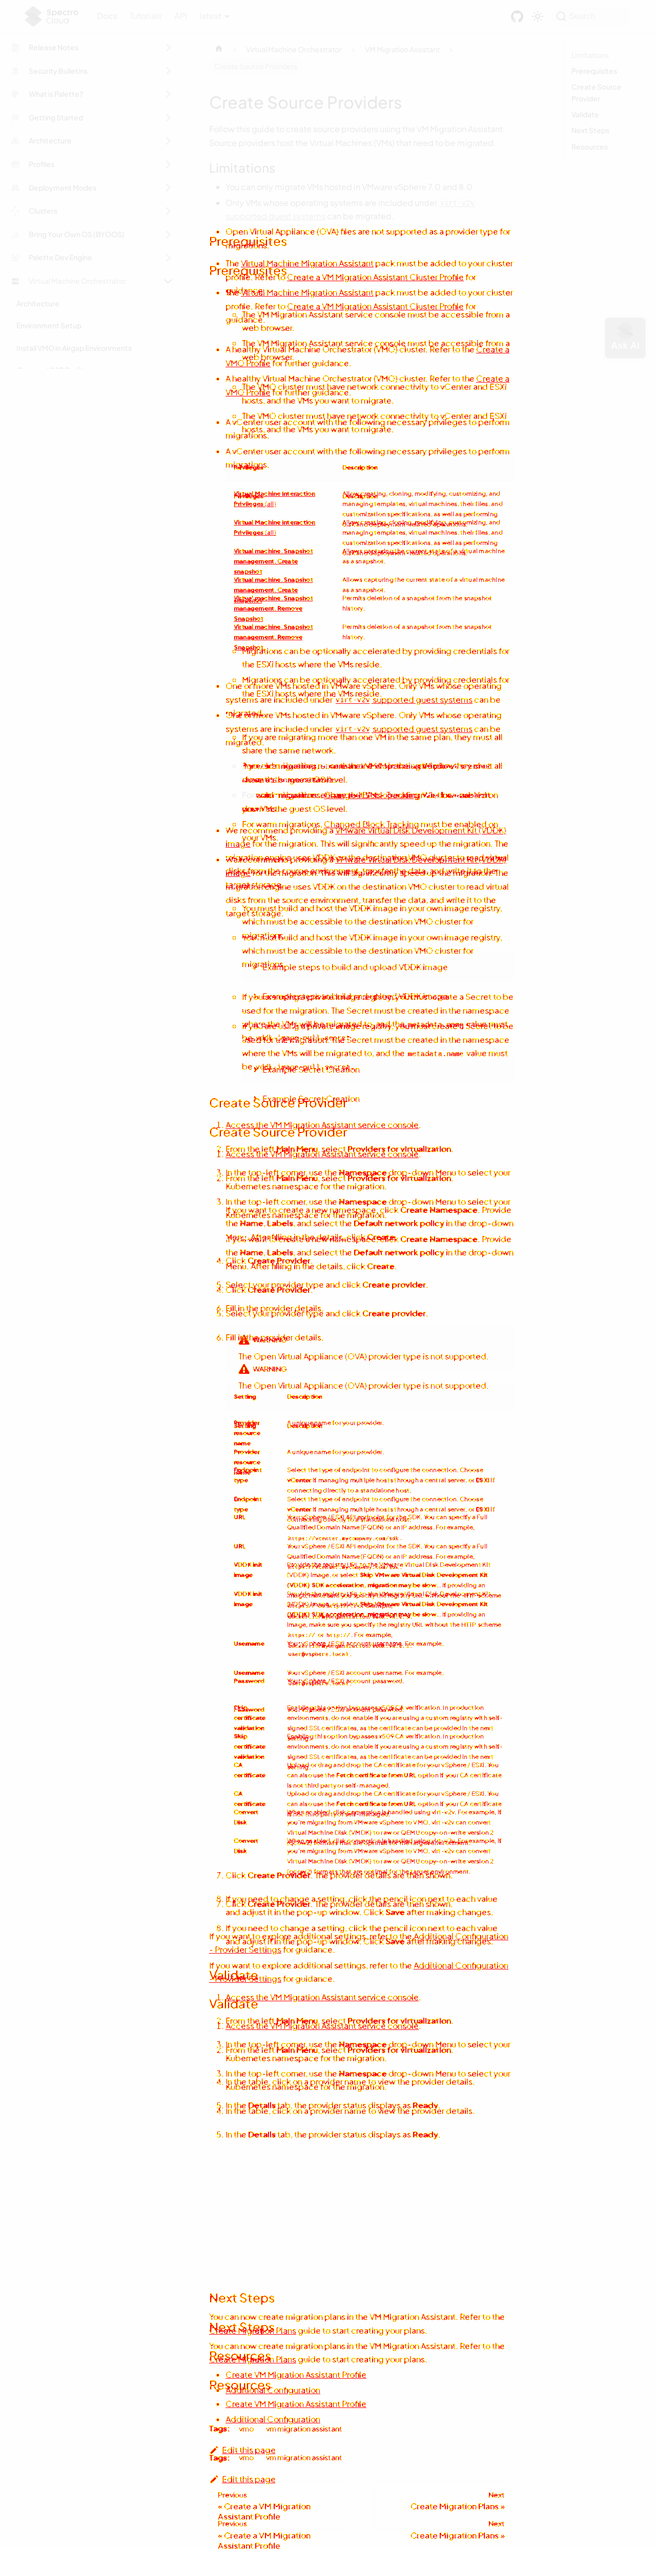 Spectro Cloud
Docs Tutorials API latest Search
Release Notes
Security Bulletins
What is Palette?
Getting Started
Architecture
Profiles
Deployment Modes
Clusters
Bring Your Own OS (BYOOS)
Palette Dev Engine
Virtual Machine Orchestrator
Architecture
Environment Setup
Install VMO in Airgap Environments
Virtual Machine Orchestrator > VM Migration Assistant
Create Source Providers
Create Source Providers
Follow this guide to create source providers using the VM Migration Assistant.
Source providers host the Virtual Machines (VMs) that need to be migrated.
Limitations
You can only migrate VMs hosted in VMware vSphere 7.0 and 8.0.
Only VMs whose operating systems are included under virt-v2v
supported guest systems can be migrated.
Open Virtual Appliance (OVA) files are not supported as a provider type for
migrations.
Limitations
Prerequisites
Create Source
Provider
Validate
Next Steps
Resources
Ask AI
Prerequisites
The Virtual Machine Migration Assistant pack must be added to your cluster
profile. Refer to Create a VM Migration Assistant Cluster Profile for
guidance.
The VM Migration Assistant service console must be accessible from a
web browser.
A healthy Virtual Machine Orchestrator (VMO) cluster. Refer to the Create a
VMO Profile for further guidance.
The VMO cluster must have network connectivity to vCenter and ESXi
hosts, and the VMs you want to migrate.
A vCenter user account with the following necessary privileges to perform
migrations.
Privileges Description
Virtual machine interaction
Privileges (all)
Allows creating, cloning, modifying, customizing, and
managing templates, virtual machines, their files, and
customization specifications, as well as performing
Virtual machine. Snapshot
management. Create
snapshot
Allows capturing the current state of a virtual machine
as a snapshot.
Virtual machine. Snapshot
management. Remove
Snapshot
Permits deletion of a snapshot from the snapshot
history.
Migrations can be optionally accelerated by providing credentials for
the ESXi hosts where the VMs reside.
One or more VMs hosted in VMware vSphere. Only VMs whose operating
systems are included under virt-v2v supported guest systems can be
migrated.
If you are migrating more than one VM in the same plan, they must all
share the same network.
For warm migrations, Changed Block Tracking must be enabled on
your VMs.
We recommend providing a VMware Virtual Disk Development Kit (VDDK)
image for the migration. This will significantly speed up the migration. The
migration engine uses VDDK on the destination VMO cluster to read virtual
disks from the source environment, transfer the data, and write it to the
target storage.
You must build and host the VDDK image in your own image registry,
which must be accessible to the destination VMO cluster for
migrations.
Example steps to build and upload VDDK image
If you are using a private image registry, you must create a Secret to be
used for the migration. The Secret must be created in the namespace
where the VMs will be migrated to, and the metadata.name value must
be vddk-image-pull-secret.
Example Secret Creation
Create Source Provider
1. Access the VM Migration Assistant service console.
2. From the left Main Menu, select Providers for virtualization.
3. In the top-left corner, use the Namespace drop-down Menu to select your
Kubernetes namespace for the migration.
If you want to create a new namespace, click Create Namespace. Provide
the Name, Labels, and select the Default network policy in the drop-down
Menu. After filling in the details, click Create.
4. Click Create Provider.
5. Select your provider type and click Create provider.
6. Fill in the provider details.
WARNING
The Open Virtual Appliance (OVA) provider type is not supported.
Setting Description
Provider
resource
name
A unique name for your provider.
Endpoint
type
Select the type of endpoint to configure the connection. Choose
vCenter if managing multiple hosts through a central server, or ESXi if
connecting directly to a standalone host.
URL
Your vSphere / ESXi API endpoint for the SDK. You can specify a Full
Qualified Domain Name (FQDN) or an IP address. For example,
https://vcenter.mycompany.com/sdk.
VDDK init
image
Provide the registry URL to the VMware Virtual Disk Development Kit
(VDDK) image, or select Skip VMware Virtual Disk Development Kit
(VDDK) SDK acceleration, migration may be slow.. If providing an
image, make sure you specify the registry URL without the HTTP scheme
https:// or http://. For example,
Username
Your vSphere / ESXi account username. For example,
user@vsphere.local.
Password
Your vSphere / ESXi account password.
Skip
certificate
validation
Enabling this option bypasses x509 CA verification. In production
environments, do not enable if you are using a custom registry with self-
signed SSL certificates, as the certificate can be provided in the next
setting.
CA
certificate
Upload or drag and drop the CA certificate for your vSphere / ESXi. You
can also use the Fetch certificate from URL option if your CA certificate
is not third party or self-managed.
Convert
Disk
When enabled, disk conversion is handled using virt-v2v. For example, if
you're migrating from VMware vSphere to VMO, virt-v2v can convert
Virtual Machine Disk (VMDK) to raw or QEMU copy-on-write version 2
(qcow2) formats that are optimal for the target environment.
7. Click Create Provider. The provider details are then shown.
8. If you need to change a setting, click the pencil icon next to each value
and adjust it in the pop-up window. Click Save after making changes.
If you want to explore additional settings, refer to the Additional Configuration
- Provider Settings for guidance.
Validate
1. Access the VM Migration Assistant service console.
2. From the left Main Menu, select Providers for virtualization.
3. In the top-left corner, use the Namespace drop-down Menu to select your
Kubernetes namespace for the migration.
4. In the table, click on a provider name to view the provider details.
5. In the Details tab, the provider status displays as Ready.
Next Steps
You can now create migration plans in the VM Migration Assistant. Refer to the
Create Migration Plans guide to start creating your plans.
Resources
Create VM Migration Assistant Profile
Additional Configuration
Tags: vmo vm migration assistant
Edit this page
Previous
« Create a VM Migration
Assistant Profile
Next
Create Migration Plans »